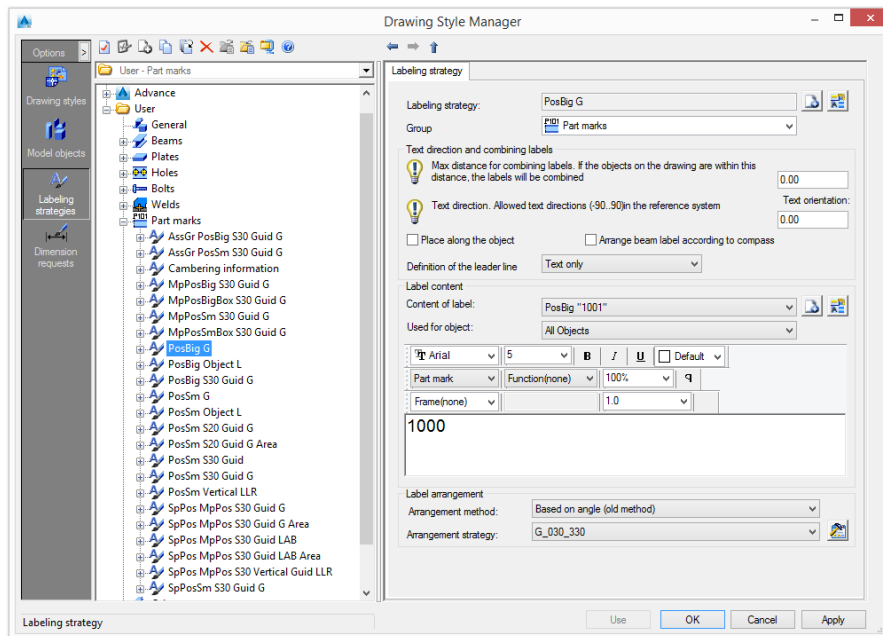 Drawing Style Manager
Options
Drawing styles
Model objects
Labeling
strategies
Dimension
requests
User - Part marks
Advance
User
General
Beams
Plates
Holes
Bolts
Welds
Part marks
AssGr PosBig S30 Guid G
AssGr PosSm S30 Guid G
Cambering information
MpPosBig S30 Guid G
MpPosBigBox S30 Guid G
MpPosSm S30 Guid G
MpPosSmBox S30 Guid G
PosBig G
PosBig Object L
PosBig S30 Guid G
PosSm G
PosSm Object L
PosSm S20 Guid G
PosSm S20 Guid G Area
PosSm S30 Guid
PosSm S30 Guid G
PosSm Vertical LLR
SpPos MpPos S30 Guid G
SpPos MpPos S30 Guid G Area
SpPos MpPos S30 Guid LAB
SpPos MpPos S30 Guid LAB Area
SpPos MpPos S30 Vertical Guid LLR
SpPosSm S30 Guid G
Labeling strategy
Labeling strategy: PosBig G
Group P101 Part marks
Text direction and combining labels
Max distance for combining labels. If the objects on the drawing are within this
distance, the labels will be combined 0.00
Text direction. Allowed text directions (-90..90)in the reference system Text orientation:
0.00
Place along the object Arrange beam label according to compass
Definition of the leader line Text only
Label content
Content of label: PosBig "1001"
Used for object: All Objects
Arial 5 B I U Default
Part mark Function(none) 100% ¶
Frame(none) 1.0
1000
Label arrangement
Arrangement method: Based on angle (old method)
Arrangement strategy: G_030_330
Labeling strategy Use OK Cancel Apply